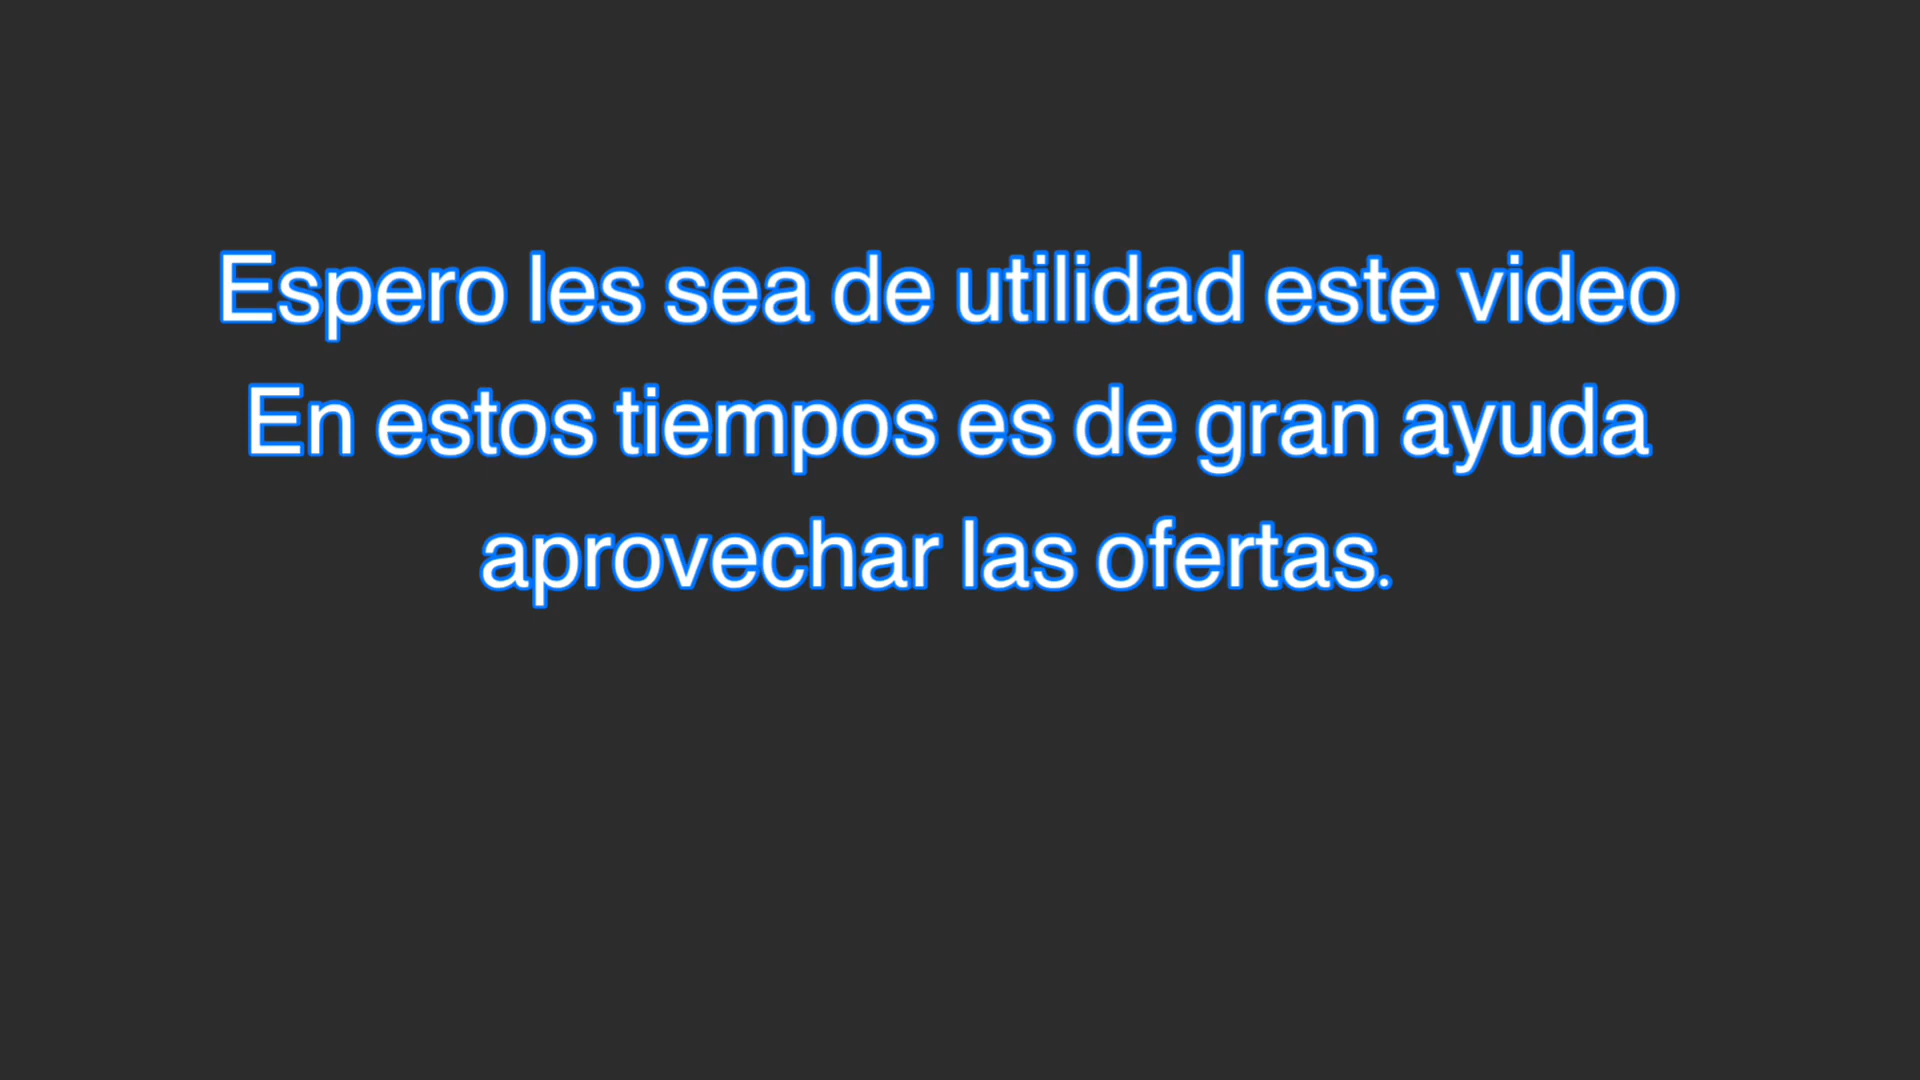 Espero les sea de utilidad este video
En estos tiempos es de gran ayuda
aprovechar las ofertas.